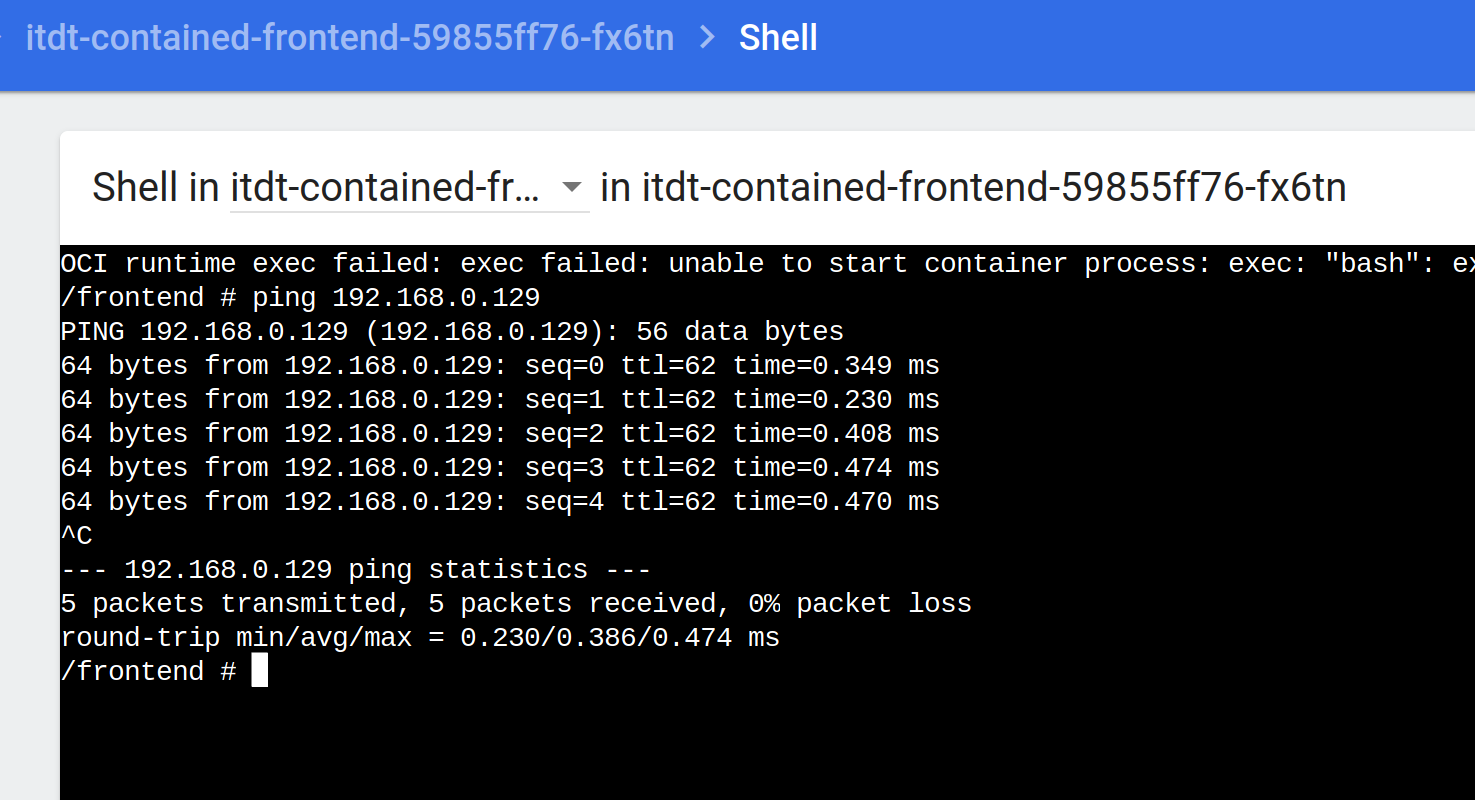 itdt-contained-frontend-59855ff76-fx6tn > Shell
Shell in itdt-contained-fr... in itdt-contained-frontend-59855ff76-fx6tn
OCI runtime exec failed: exec failed: unable to start container process: exec: "bash":
/frontend # ping 192.168.0.129
PING 192.168.0.129 (192.168.0.129): 56 data bytes
64 bytes from 192.168.0.129: seq=0 ttl=62 time=0.349 ms
64 bytes from 192.168.0.129: seq=1 ttl=62 time=0.230 ms
64 bytes from 192.168.0.129: seq=2 ttl=62 time=0.408 ms
64 bytes from 192.168.0.129: seq=3 ttl=62 time=0.474 ms
64 bytes from 192.168.0.129: seq=4 ttl=62 time=0.470 ms
^C
--- 192.168.0.129 ping statistics ---
5 packets transmitted, 5 packets received, 0% packet loss
round-trip min/avg/max = 0.230/0.386/0.474 ms
/frontend #